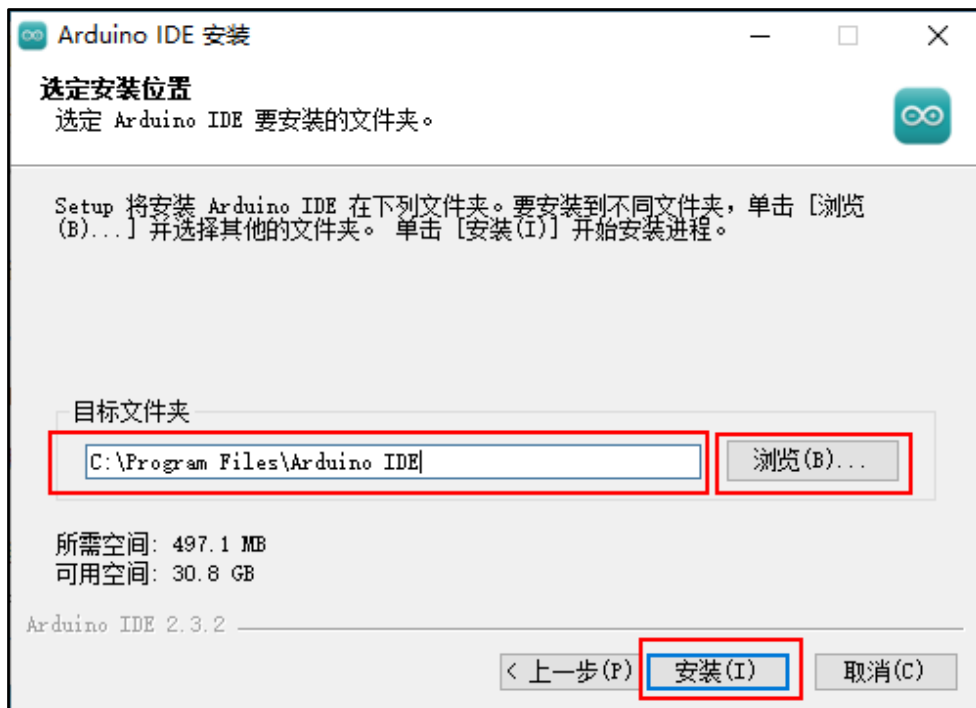 Arduino IDE 安装
选定安装位置
选定 Arduino IDE 要安装的文件夹。
Setup 将安装 Arduino IDE 在下列文件夹。要安装到不同文件夹，单击 [浏览
(B)...] 并选择其他的文件夹。 单击 [安装(I)] 开始安装进程。
目标文件夹
C:\Program Files\Arduino IDE
浏览(B)...
所需空间: 497.1 MB
可用空间: 30.8 GB
Arduino IDE 2.3.2
< 上一步(P)
安装(I)
取消(C)